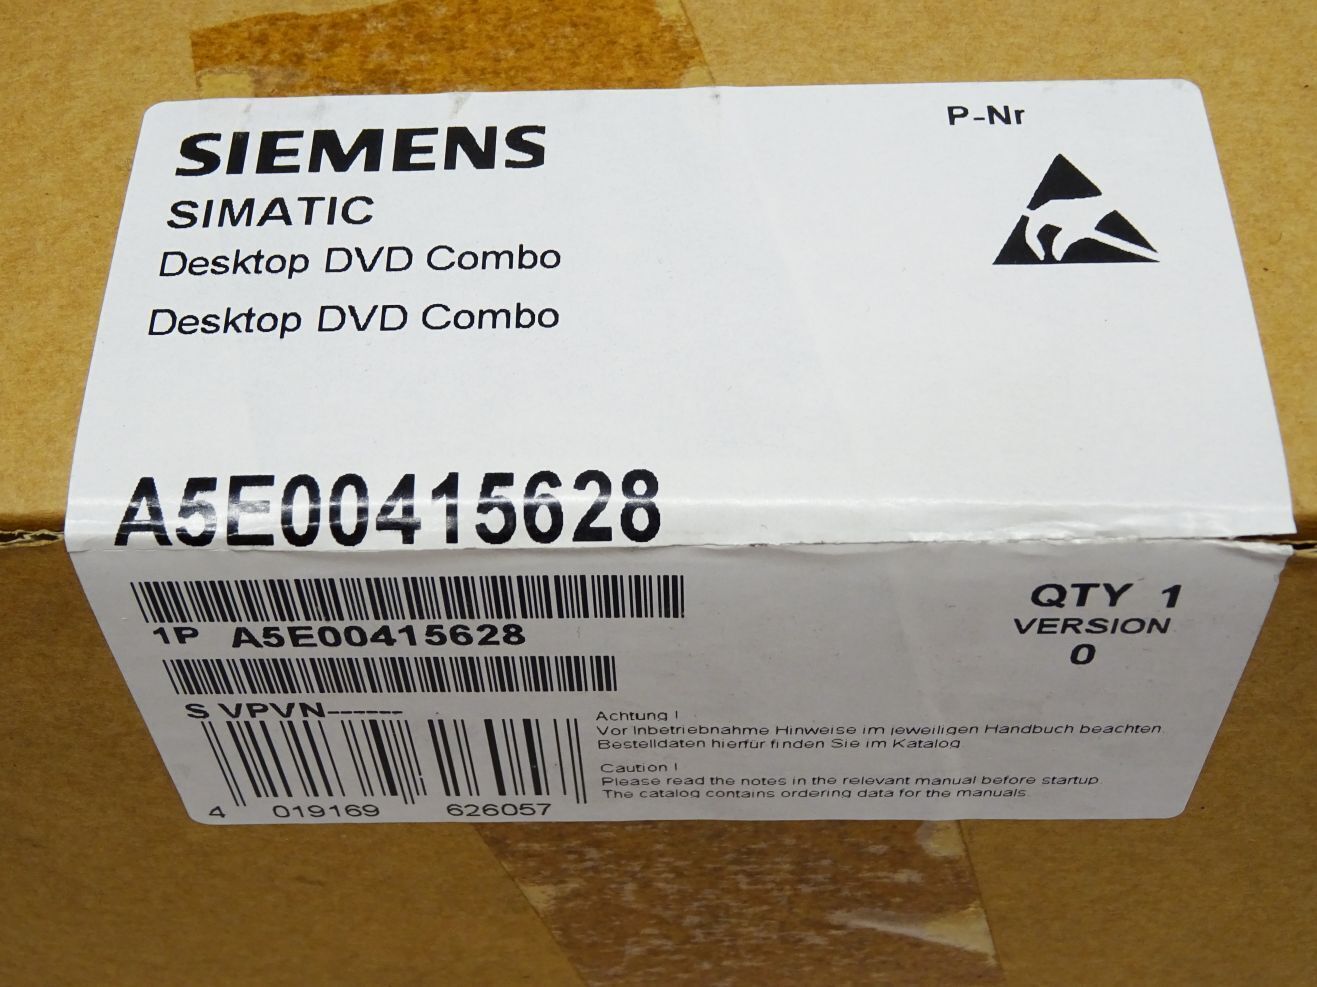 SIEMENS
P-Nr
SIMATIC
Desktop DVD Combo
Desktop DVD Combo
A5E00415628
1P A5E00415628
QTY 1
VERSION
0
S VPVN------
Achtung !
Vor Inbetriebnahme Hinweise im jeweiligen Handbuch beachten.
Bestelldaten hierfür finden Sie im Katalog.
Caution !
Please read the notes in the relevant manual before startup.
The catalog contains ordering data for the manuals.
4 019169 626057